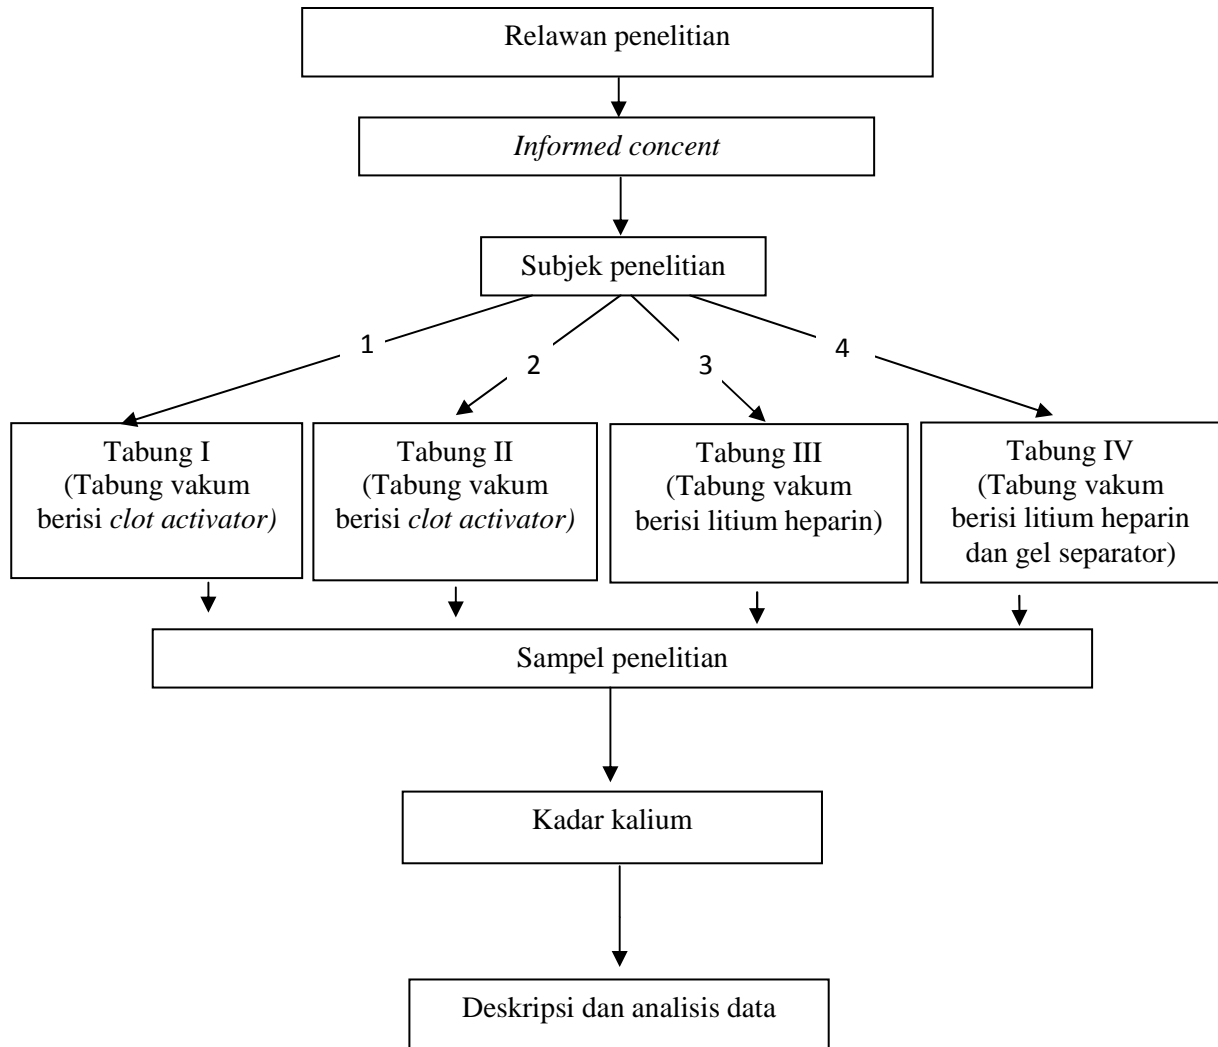 Relawan penelitian
Informed concent
Subjek penelitian
1
2
3
4
Tabung I
(Tabung vakum
berisi clot activator)
Tabung II
(Tabung vakum
berisi clot activator)
Tabung III
(Tabung vakum
berisi litium heparin)
Tabung IV
(Tabung vakum
berisi litium heparin
dan gel separator)
Sampel penelitian
Kadar kalium
Deskripsi dan analisis data